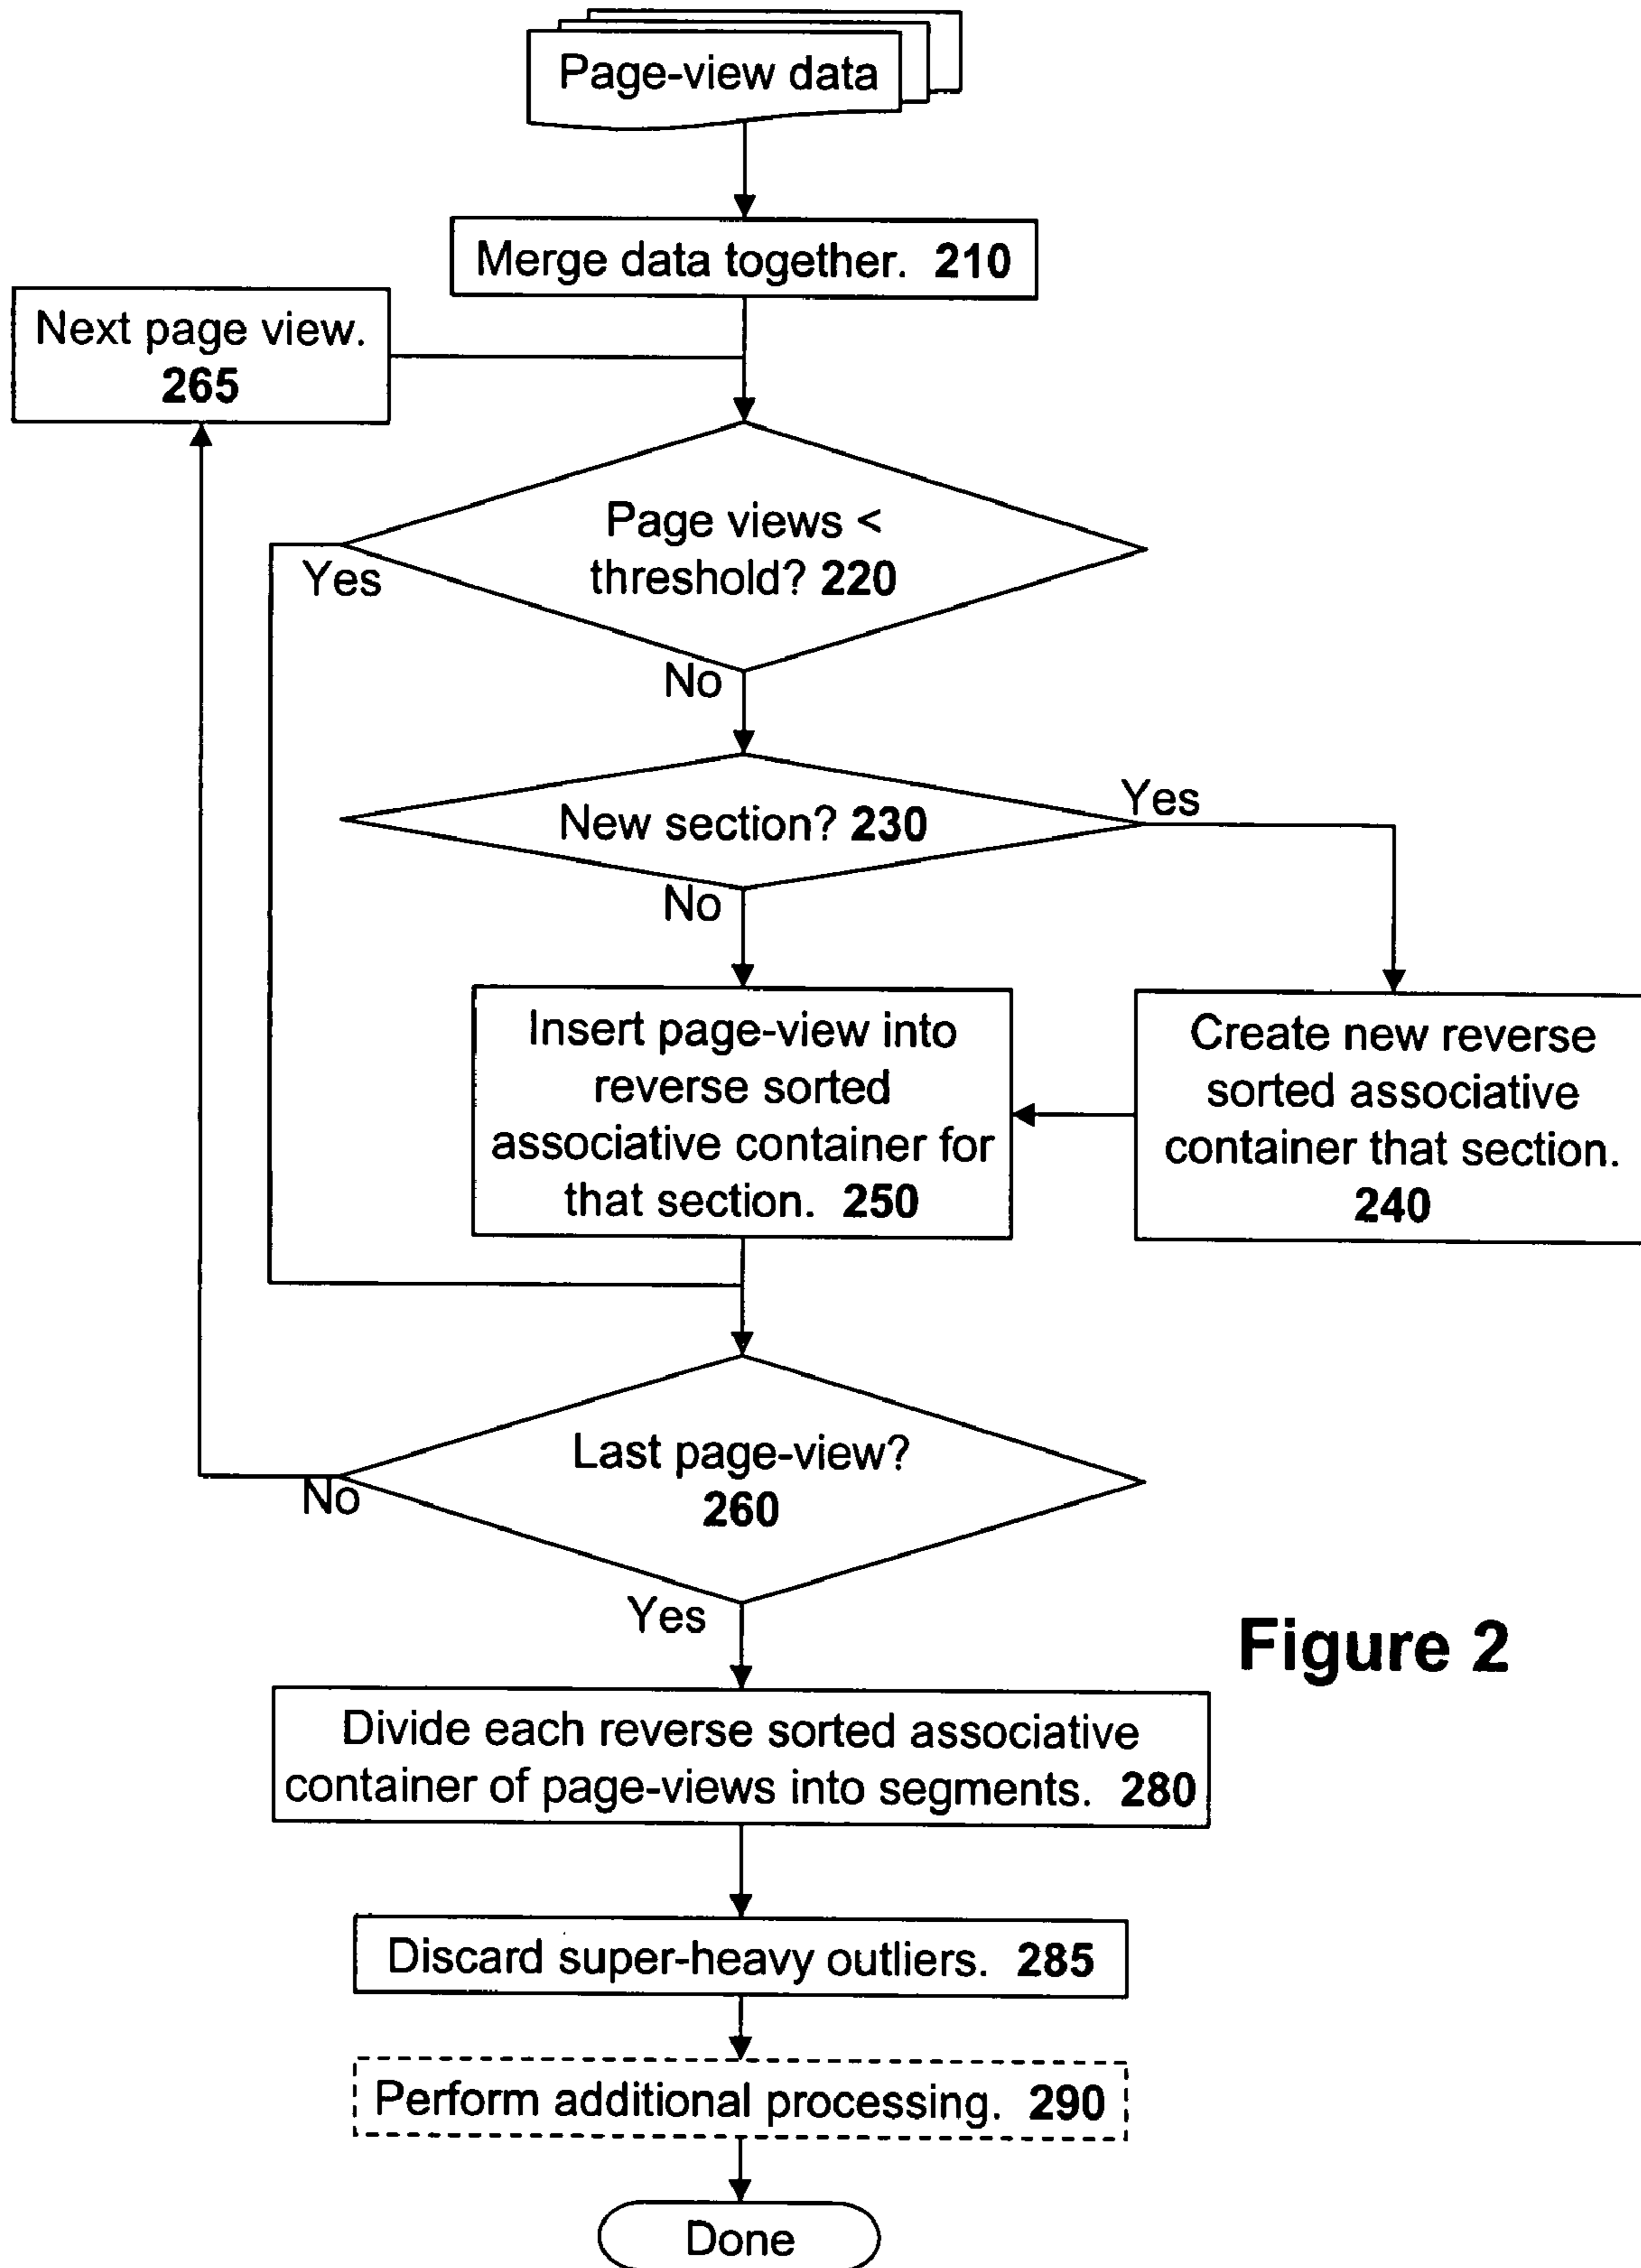 Page-view data
Merge data together. 210
Next page view.
265
Page views <
threshold? 220
Yes
No
New section? 230
Yes
No
Insert page-view into
reverse sorted
associative container for
that section. 250
Create new reverse
sorted associative
container that section.
240
Last page-view?
260
No
Yes
Figure 2
Divide each reverse sorted associative
container of page-views into segments. 280
Discard super-heavy outliers. 285
Perform additional processing. 290
Done